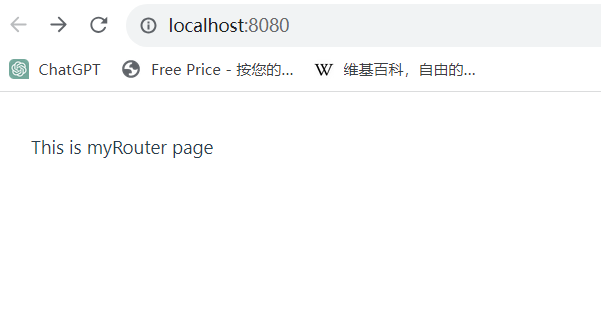 localhost:8080
ChatGPT Free Price - 按您的... W 维基百科，自由的...
This is myRouter page